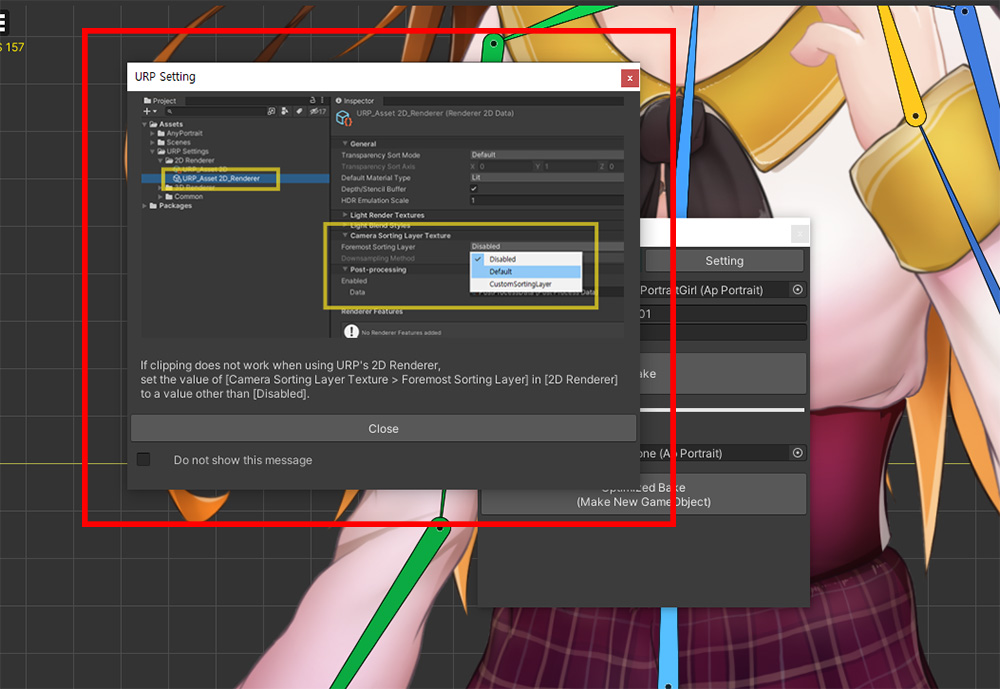 S 157
URP Setting
x
Project
17
Assets
AnyPortrait
Scenes
URP Settings
2D Renderer
URP_Asset 2D
URP_Asset 2D_Renderer
3D Renderer
Common
Packages
Inspector
URP_Asset 2D_Renderer (Renderer 2D Data)
General
Transparency Sort Mode Default
Transparency Sort Axis X 0 Y 1 Z 0
Default Material Type Lit
Depth/Stencil Buffer
HDR Emulation Scale 1
Light Render Textures
Light Blend Styles
Camera Sorting Layer Texture
Foremost Sorting Layer Disabled
Downsampling Method
Disabled
Default
CustomSortingLayer
Post-processing
Enabled
Data
Renderer Features
No Renderer Features added
If clipping does not work when using URP's 2D Renderer,
set the value of [Camera Sorting Layer Texture > Foremost Sorting Layer] in [2D Renderer]
to a value other than [Disabled].
Close
Do not show this message
Setting
PortraitGirl (Ap Portrait)
01
ake
one (Ap Portrait)
Optimized Bake
(Make New GameObject)